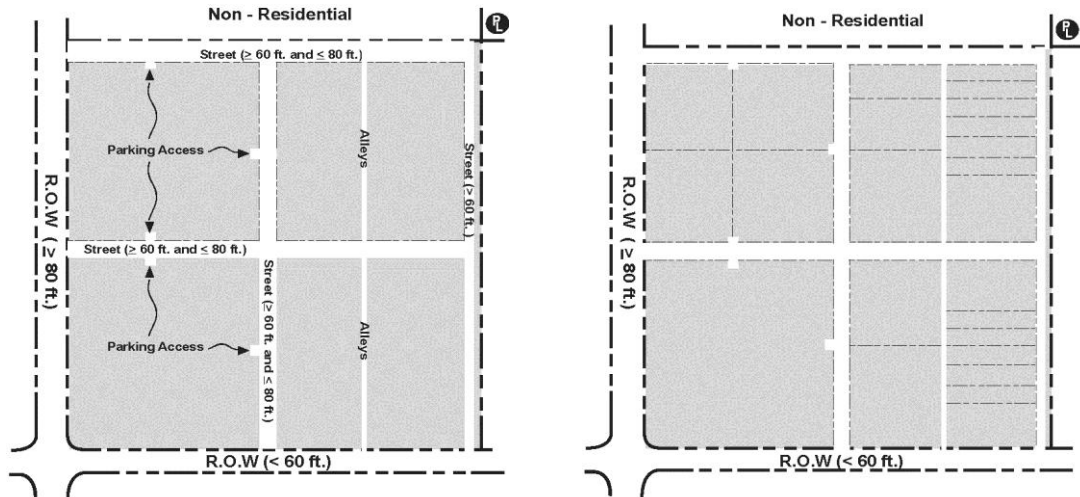 Non - Residential
PL
Street (≥ 60 ft. and ≤ 80 ft.)
Parking Access
Alleys
Street (> 60 ft.)
R.O.W (≥ 80 ft.)
Street (≥ 60 ft. and ≤ 80 ft.)
Street (≥ 60 ft. and ≤ 80 ft.)
Parking Access
Alleys
R.O.W (< 60 ft.)
Non - Residential
PL
R.O.W (≥ 80 ft.)
R.O.W (< 60 ft.)